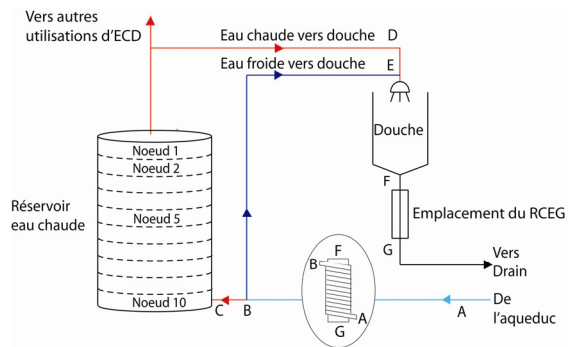 Vers autres
utilisations d'ECD
Eau chaude vers douche
D
Eau froide vers douche
E
Douche
Noeud 1
Noeud 2
Réservoir
eau chaude
Noeud 5
Noeud 10
F
Emplacement du RCEG
G
Vers
Drain
F
B
A
G
C
B
A
De
l'aqueduc